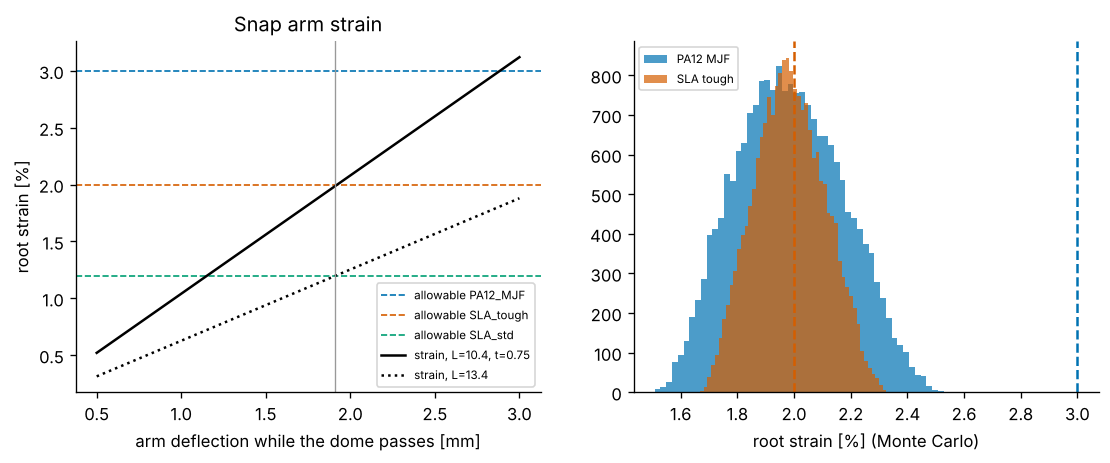 Snap arm strain
root strain [%]
3.0
2.5
2.0
1.5
1.0
0.5
allowable PA12_MJF
allowable SLA_tough
allowable SLA_std
strain, L=10.4, t=0.75
strain, L=13.4
0.5 1.0 1.5 2.0 2.5 3.0
arm deflection while the dome passes [mm]
PA12 MJF
SLA tough
800
700
600
500
400
300
200
100
0
1.6 1.8 2.0 2.2 2.4 2.6 2.8 3.0
root strain [%] (Monte Carlo)